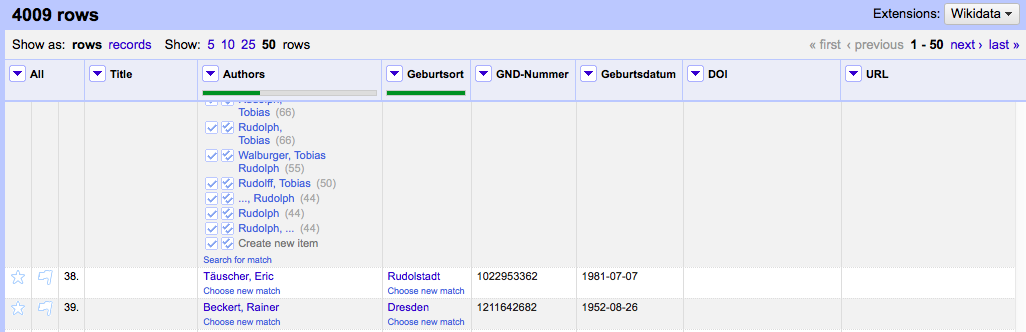 4009 rows
Extensions: Wikidata
Show as: rows records Show: 5 10 25 50 rows
« first ‹ previous 1 - 50 next › last »
All Title Authors Geburtsort GND-Nummer Geburtsdatum DOI URL
Rudolph,
Tobias (66)
Rudolph,
Tobias (66)
Walburger, Tobias
Rudolph (55)
Rudolff, Tobias (50)
..., Rudolph (44)
Rudolph (44)
Rudolph, ... (44)
Create new item
Search for match
38. Täuscher, Eric Rudolstadt 1022953362 1981-07-07
Choose new match Choose new match
39. Beckert, Rainer Dresden 1211642682 1952-08-26
Choose new match Choose new match